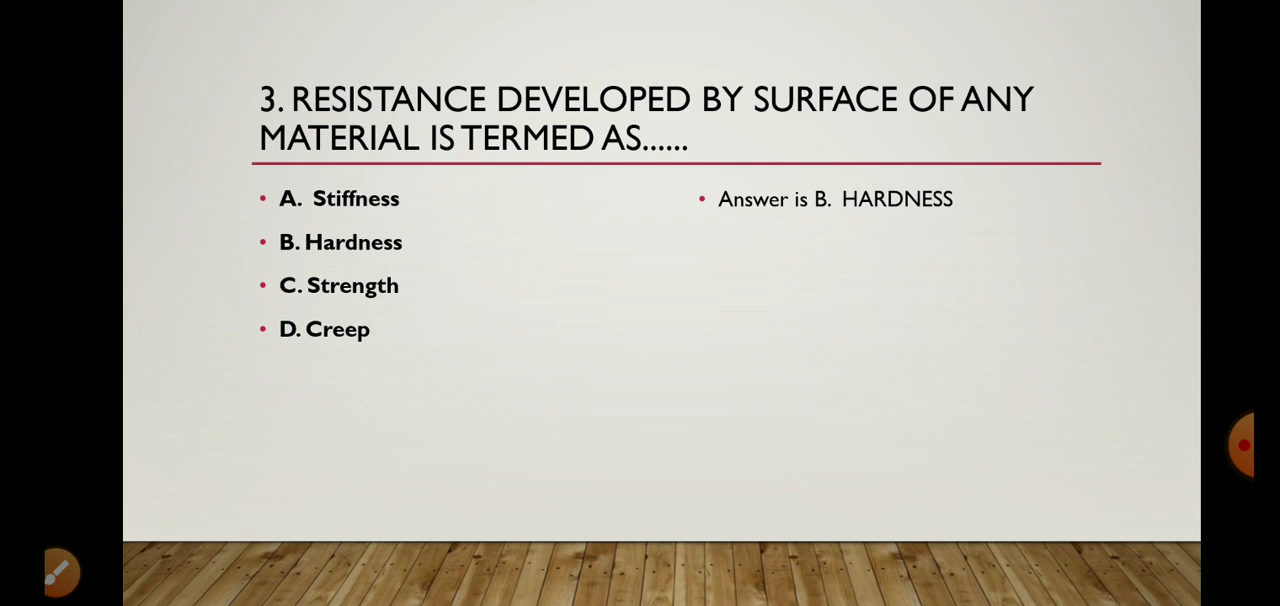 3. RESISTANCE DEVELOPED BY SURFACE OF ANY
MATERIAL IS TERMED AS......
• A. Stiffness
• B. Hardness
• C. Strength
• D. Creep
• Answer is B. HARDNESS